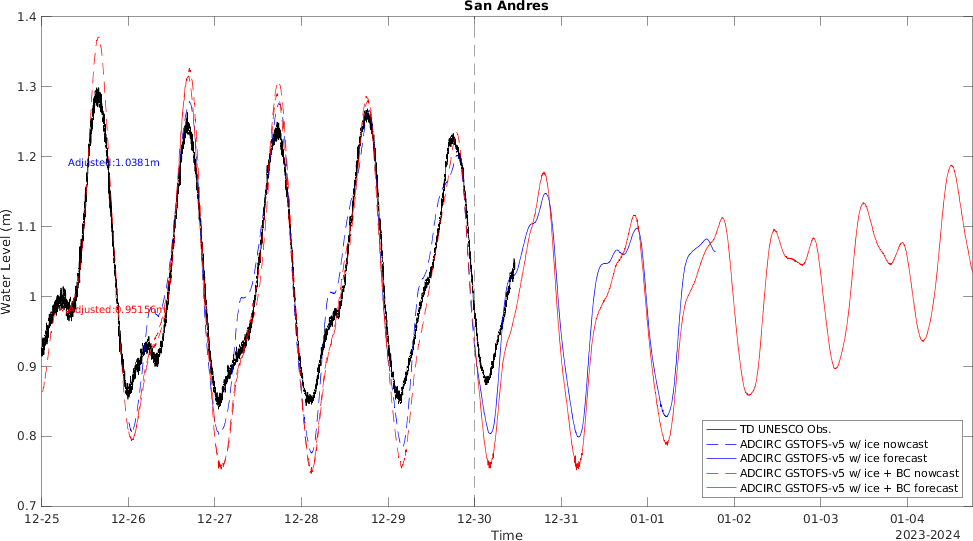 San Andres
1.4
1.3
1.2
1.1
1
0.9
0.8
0.7
Water Level (m)
Adjusted:1.0381m
Adjusted:0.95156m
TD UNESCO Obs.
ADCIRC GSTOFS-v5 w/ ice nowcast
ADCIRC GSTOFS-v5 w/ ice forecast
ADCIRC GSTOFS-v5 w/ ice + BC nowcast
ADCIRC GSTOFS-v5 w/ ice + BC forecast
12-25 12-26 12-27 12-28 12-29 12-30 12-31 01-01 01-02 01-03 01-04
Time
2023-2024